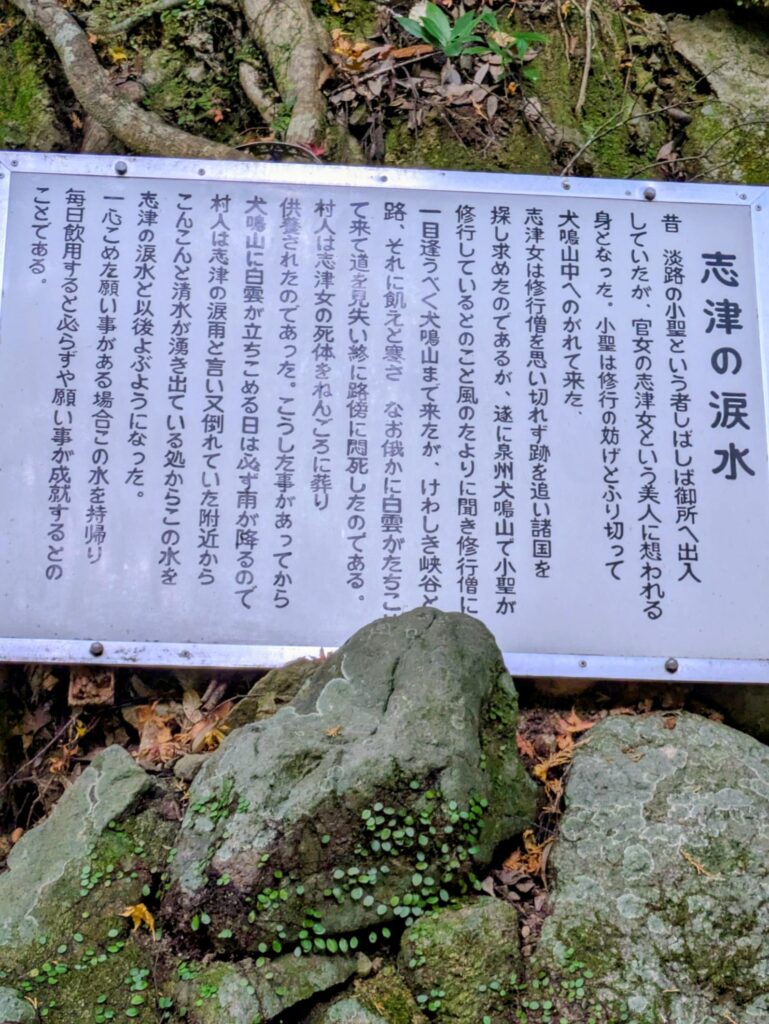 志津の涙水
昔 淡路の小聖という者しばしば御所へ出入
していたが、官女の志津女という美人に想われる
身となった。小聖は修行の妨げとふり切って
犬鳴山中へのがれて来た.
志津女は修行僧を思い切れず跡を追い諸国を
探し求めたのであるが、遂に泉州犬鳴山で小聖が
修行しているとのこと風のたよりに聞き修行僧に
一目逢うべく犬鳴山まで来たが、けわしき峡谷と
路、それに飢えと寒さ なお俄かに白雲がたちこ
て来て道を見失い遂に路傍に悶死したのである。
村人は志津女の死体をねんごろに葬り
供養されたのであった。こうした事があってから
犬鳴山に白雲が立ちこめる日は必ず雨が降るので
村人は志津の涙雨と言い又倒れていた附近から
こんこんと清水が湧き出ている処からこの水を
志津の涙水と以後よぶようになった。
一心こめた願い事がある場合この水を持帰り
毎日飲用すると必らずや願い事が成就するとの
ことである。